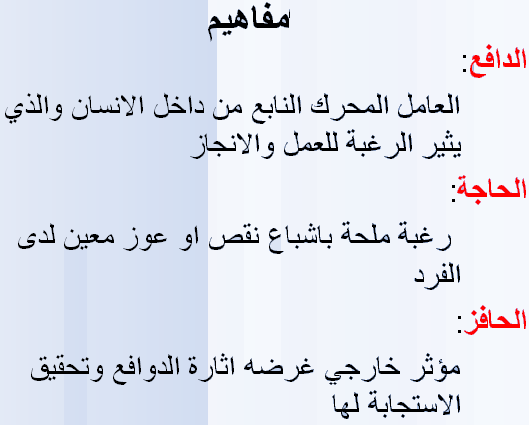 مفاهيم
الدافع:
العامل المحرك النابع من داخل الانسان والذي
يثير الرغبة للعمل والانجاز
الحاجة:
رغبة ملحة باشباع نقص او عوز معين لدى
الفرد
الحافز:
مؤثر خارجي غرضه اثارة الدوافع وتحقيق
الاستجابة لها